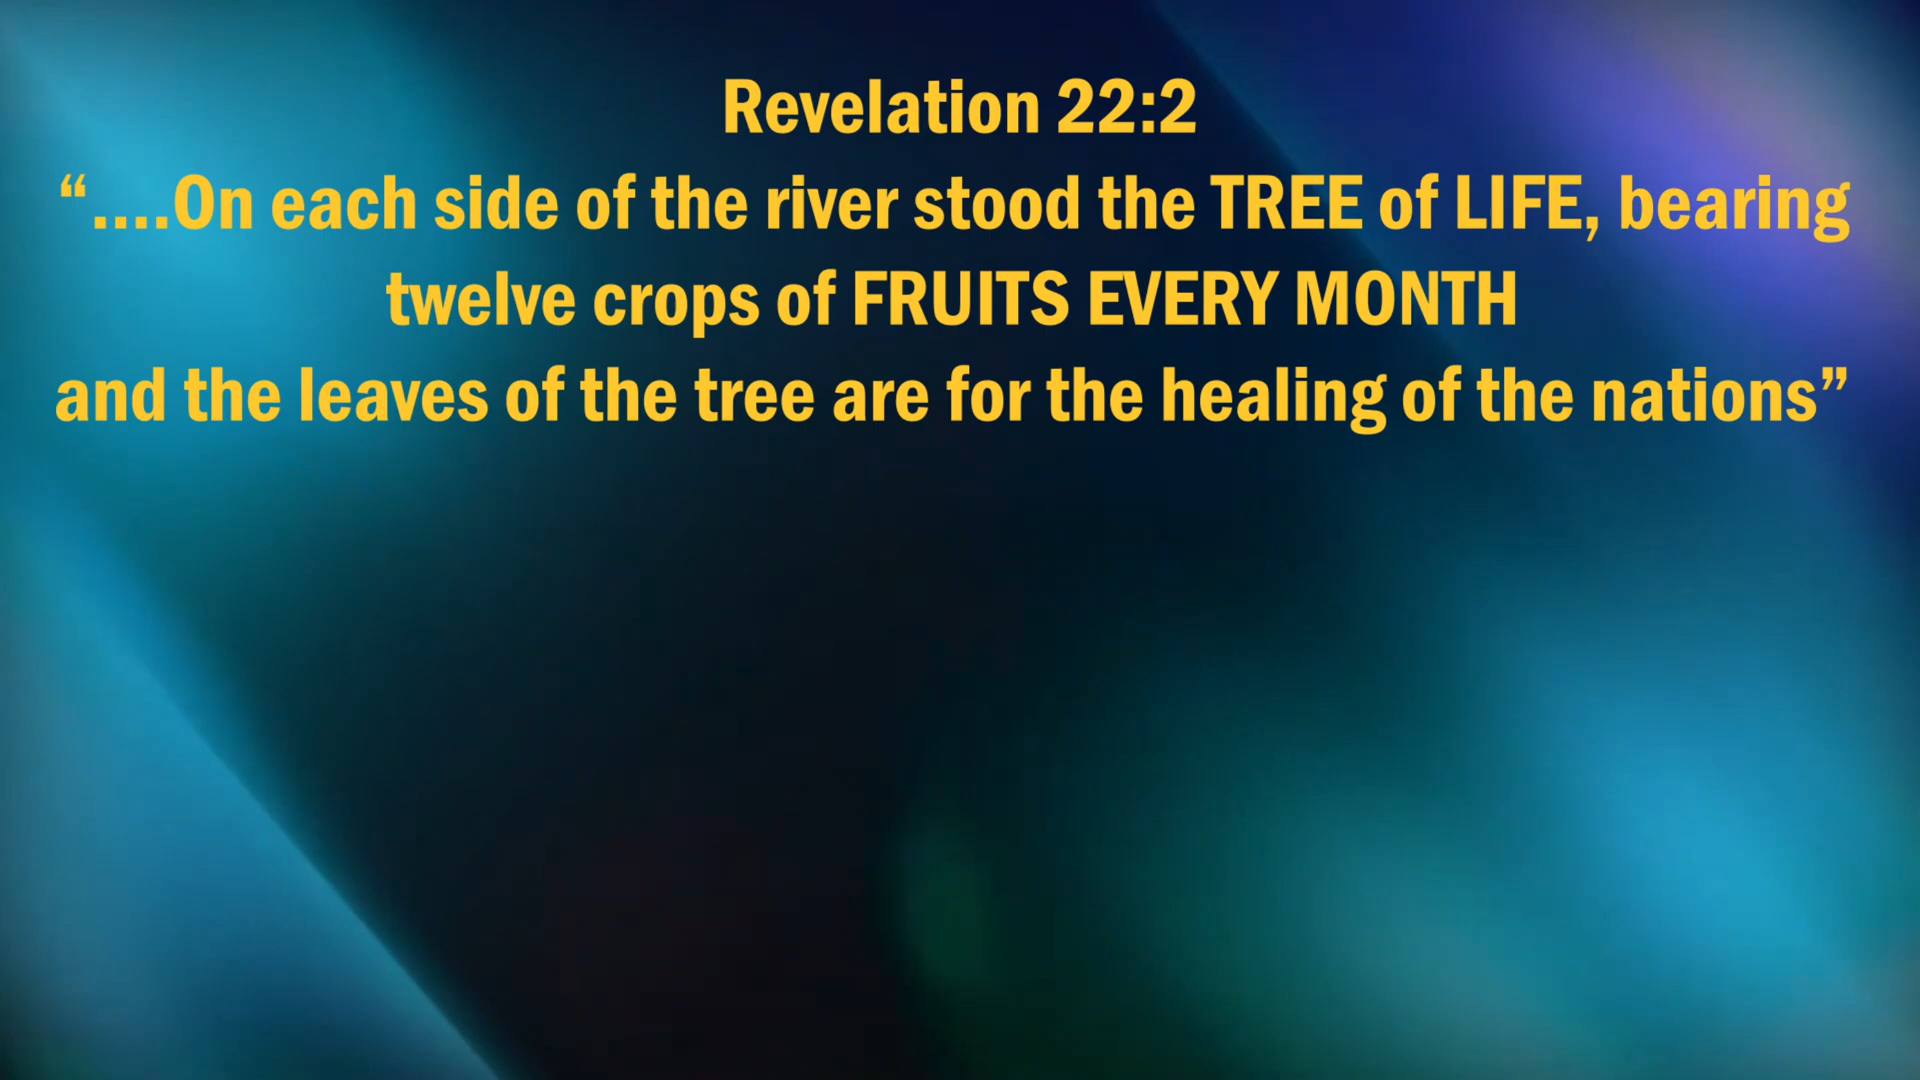 Revelation 22:2
“....On each side of the river stood the TREE of LIFE, bearing
twelve crops of FRUITS EVERY MONTH
and the leaves of the tree are for the healing of the nations”